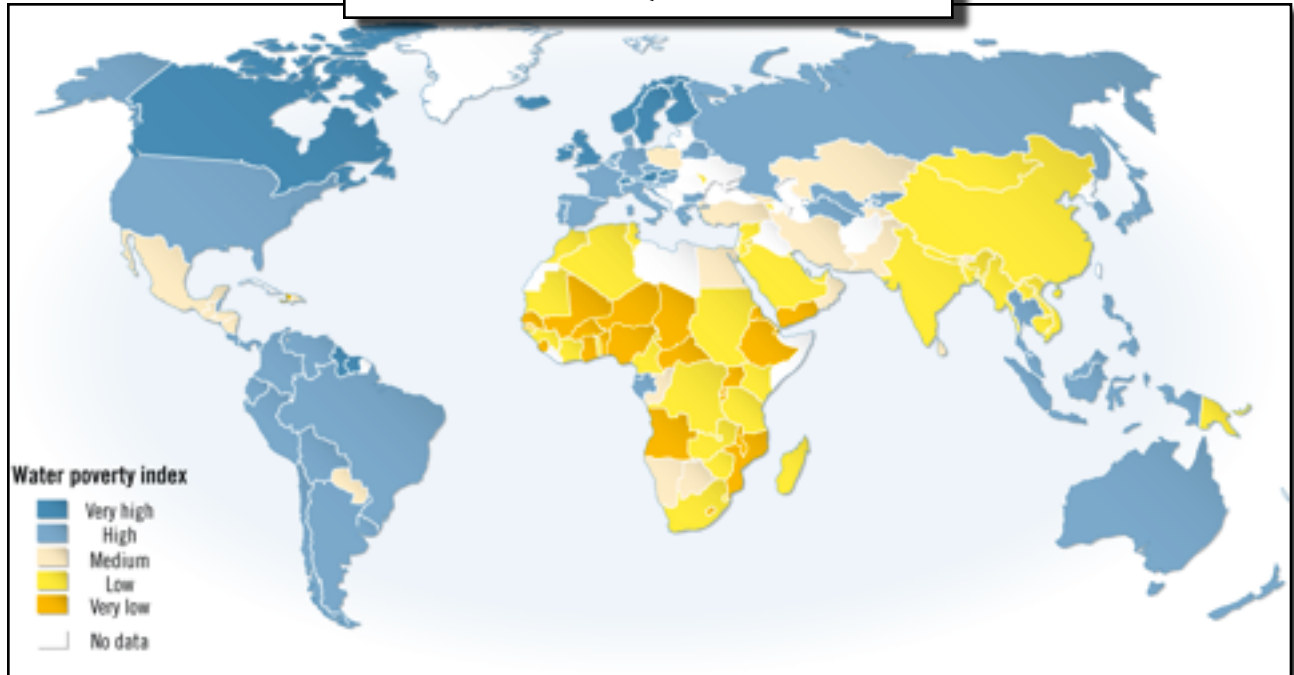 Water poverty index
Very high
High
Medium
Low
Very low
No data